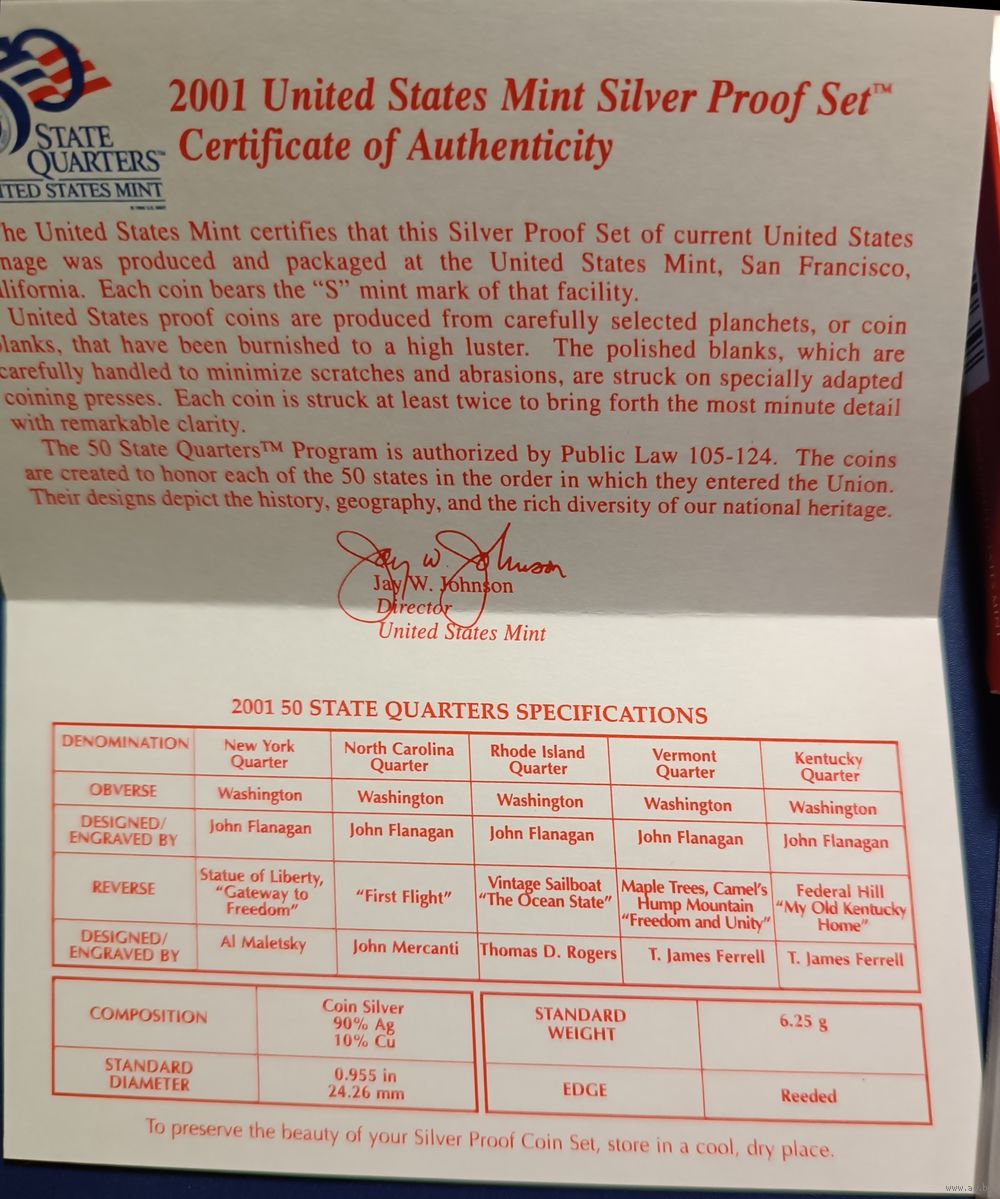 STATE
QUARTERS™
ITED STATES MINT
2001 United States Mint Silver Proof Set™
Certificate of Authenticity
he United States Mint certifies that this Silver Proof Set of current United States
nage was produced and packaged at the United States Mint, San Francisco,
lifornia. Each coin bears the “S” mint mark of that facility.
United States proof coins are produced from carefully selected planchets, or coin
lanks, that have been burnished to a high luster. The polished blanks, which are
carefully handled to minimize scratches and abrasions, are struck on specially adapted
coining presses. Each coin is struck at least twice to bring forth the most minute detail
with remarkable clarity.
The 50 State Quarters™ Program is authorized by Public Law 105-124. The coins
are created to honor each of the 50 states in the order in which they entered the Union.
Their designs depict the history, geography, and the rich diversity of our national heritage.
Jay W. Johnson
Jay W. Johnson
Director
United States Mint
2001 50 STATE QUARTERS SPECIFICATIONS
DENOMINATION New York Quarter North Carolina Quarter Rhode Island Quarter Vermont Quarter Kentucky Quarter
OBVERSE Washington Washington Washington Washington Washington
DESIGNED/ ENGRAVED BY John Flanagan John Flanagan John Flanagan John Flanagan John Flanagan
REVERSE Statue of Liberty, “Gateway to Freedom” “First Flight” Vintage Sailboat “The Ocean State” Maple Trees, Camel’s Hump Mountain “Freedom and Unity” Federal Hill “My Old Kentucky Home”
DESIGNED/ ENGRAVED BY Al Maletsky John Mercanti Thomas D. Rogers T. James Ferrell T. James Ferrell
COMPOSITION Coin Silver 90% Ag 10% Cu STANDARD WEIGHT 6.25 g
STANDARD DIAMETER 0.955 in 24.26 mm EDGE Reeded
To preserve the beauty of your Silver Proof Coin Set, store in a cool, dry place.